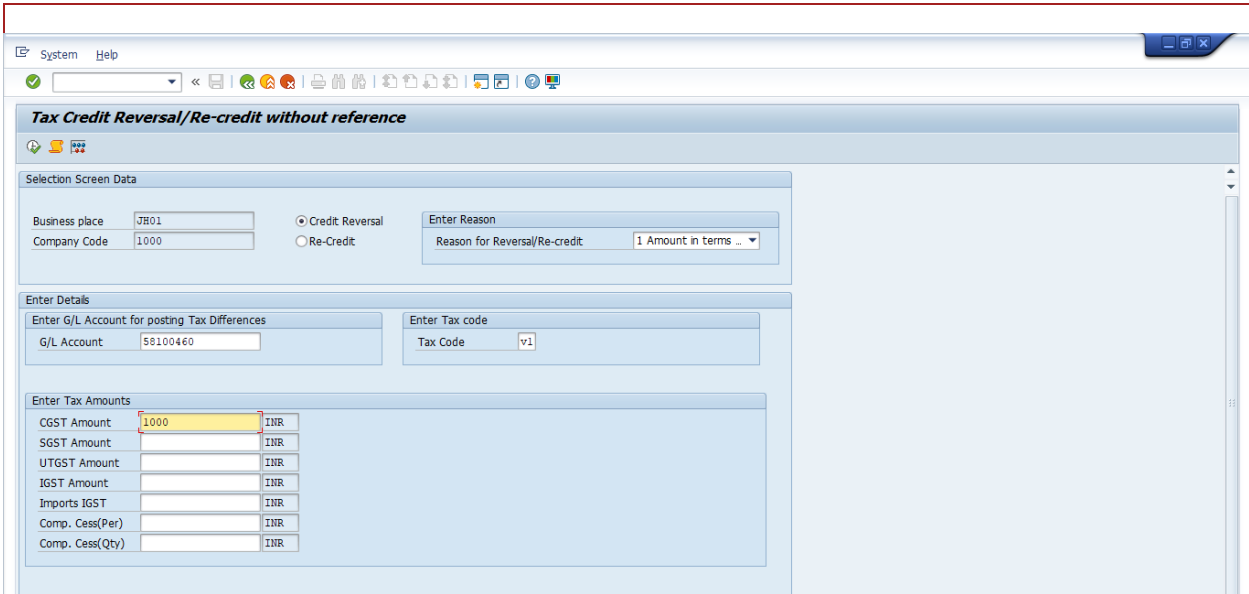 System Help
Tax Credit Reversal/Re-credit without reference
Selection Screen Data
Business place JH01 Credit Reversal Enter Reason
Company Code 1000 Re-Credit Reason for Reversal/Re-credit 1 Amount in terms ...
Enter Details
Enter G/L Account for posting Tax Differences Enter Tax code
G/L Account 58100460 Tax Code v1
Enter Tax Amounts
CGST Amount 1000 INR
SGST Amount INR
UTGST Amount INR
IGST Amount INR
Imports IGST INR
Comp. Cess(Per) INR
Comp. Cess(Qty) INR